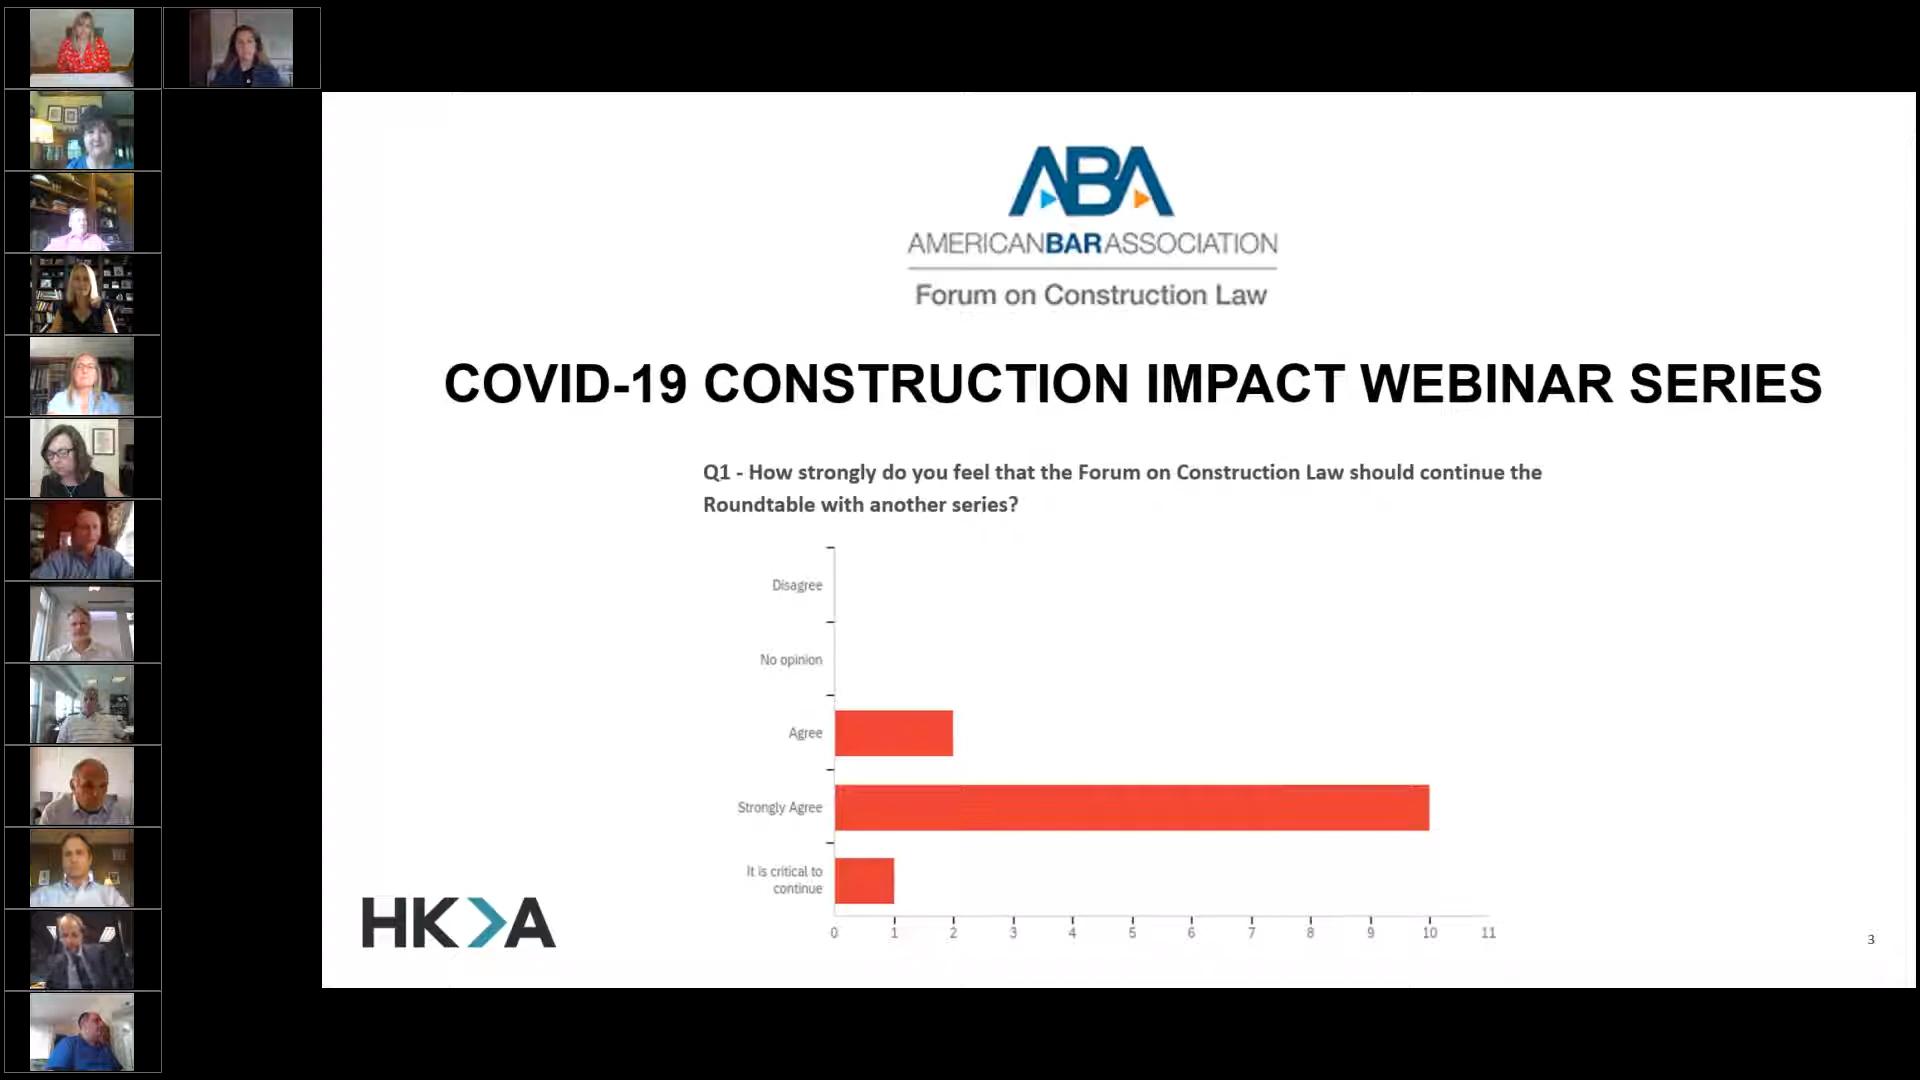 ABA
AMERICANBARASSOCIATION
Forum on Construction Law
COVID-19 CONSTRUCTION IMPACT WEBINAR SERIES
Q1 - How strongly do you feel that the Forum on Construction Law should continue the
Roundtable with another series?
Disagree
No opinion
Agree
Strongly Agree
It is critical to
continue
0 1 2 3 4 5 6 7 8 9 10 11
HKA
3